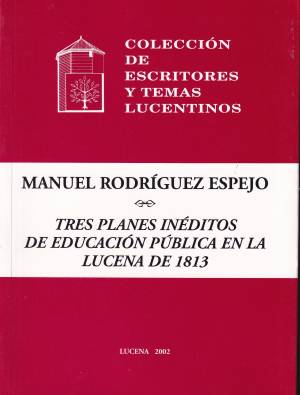 COLECCIÓN
DE
ESCRITORES
Y TEMAS
LUCENTINOS
MANUEL RODRÍGUEZ ESPEJO
TRES PLANES INÉDITOS
DE EDUCACIÓN PÚBLICA EN LA
LUCENA DE 1813
LUCENA 2002